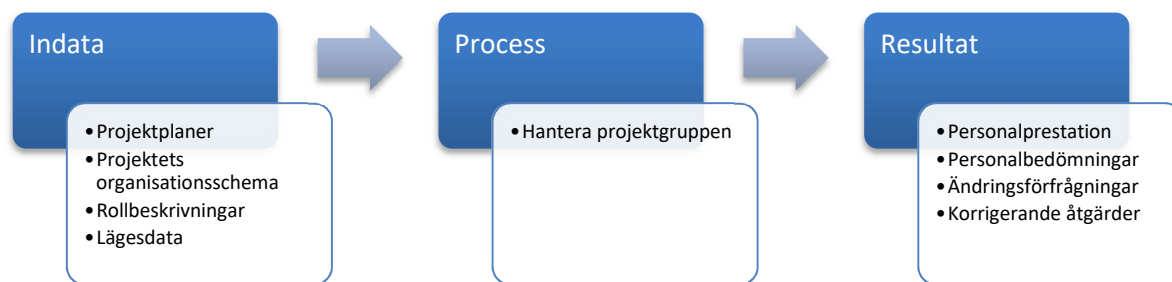 Indata
• Projektplaner
• Projektets
organisationsschema
• Rollbeskrivningar
• Lägesdata
Process
• Hantera projektgruppen
Resultat
• Personalprestation
• Personalbedömningar
• Ändringsförfrågningar
• Korrigerande åtgärder